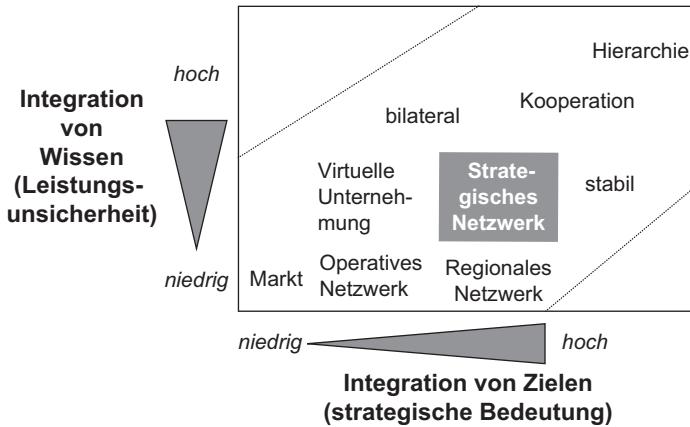 Hierarchie
hoch
Kooperation
Integration
von
Wissen
(Leistungs-
unsicherheit)
bilateral
Virtuelle
Unterneh-
mung
Strate-
gisches
Netzwerk
stabil
niedrig
Markt
Operatives
Netzwerk
Regionales
Netzwerk
niedrig
hoch
Integration von Zielen
(strategische Bedeutung)